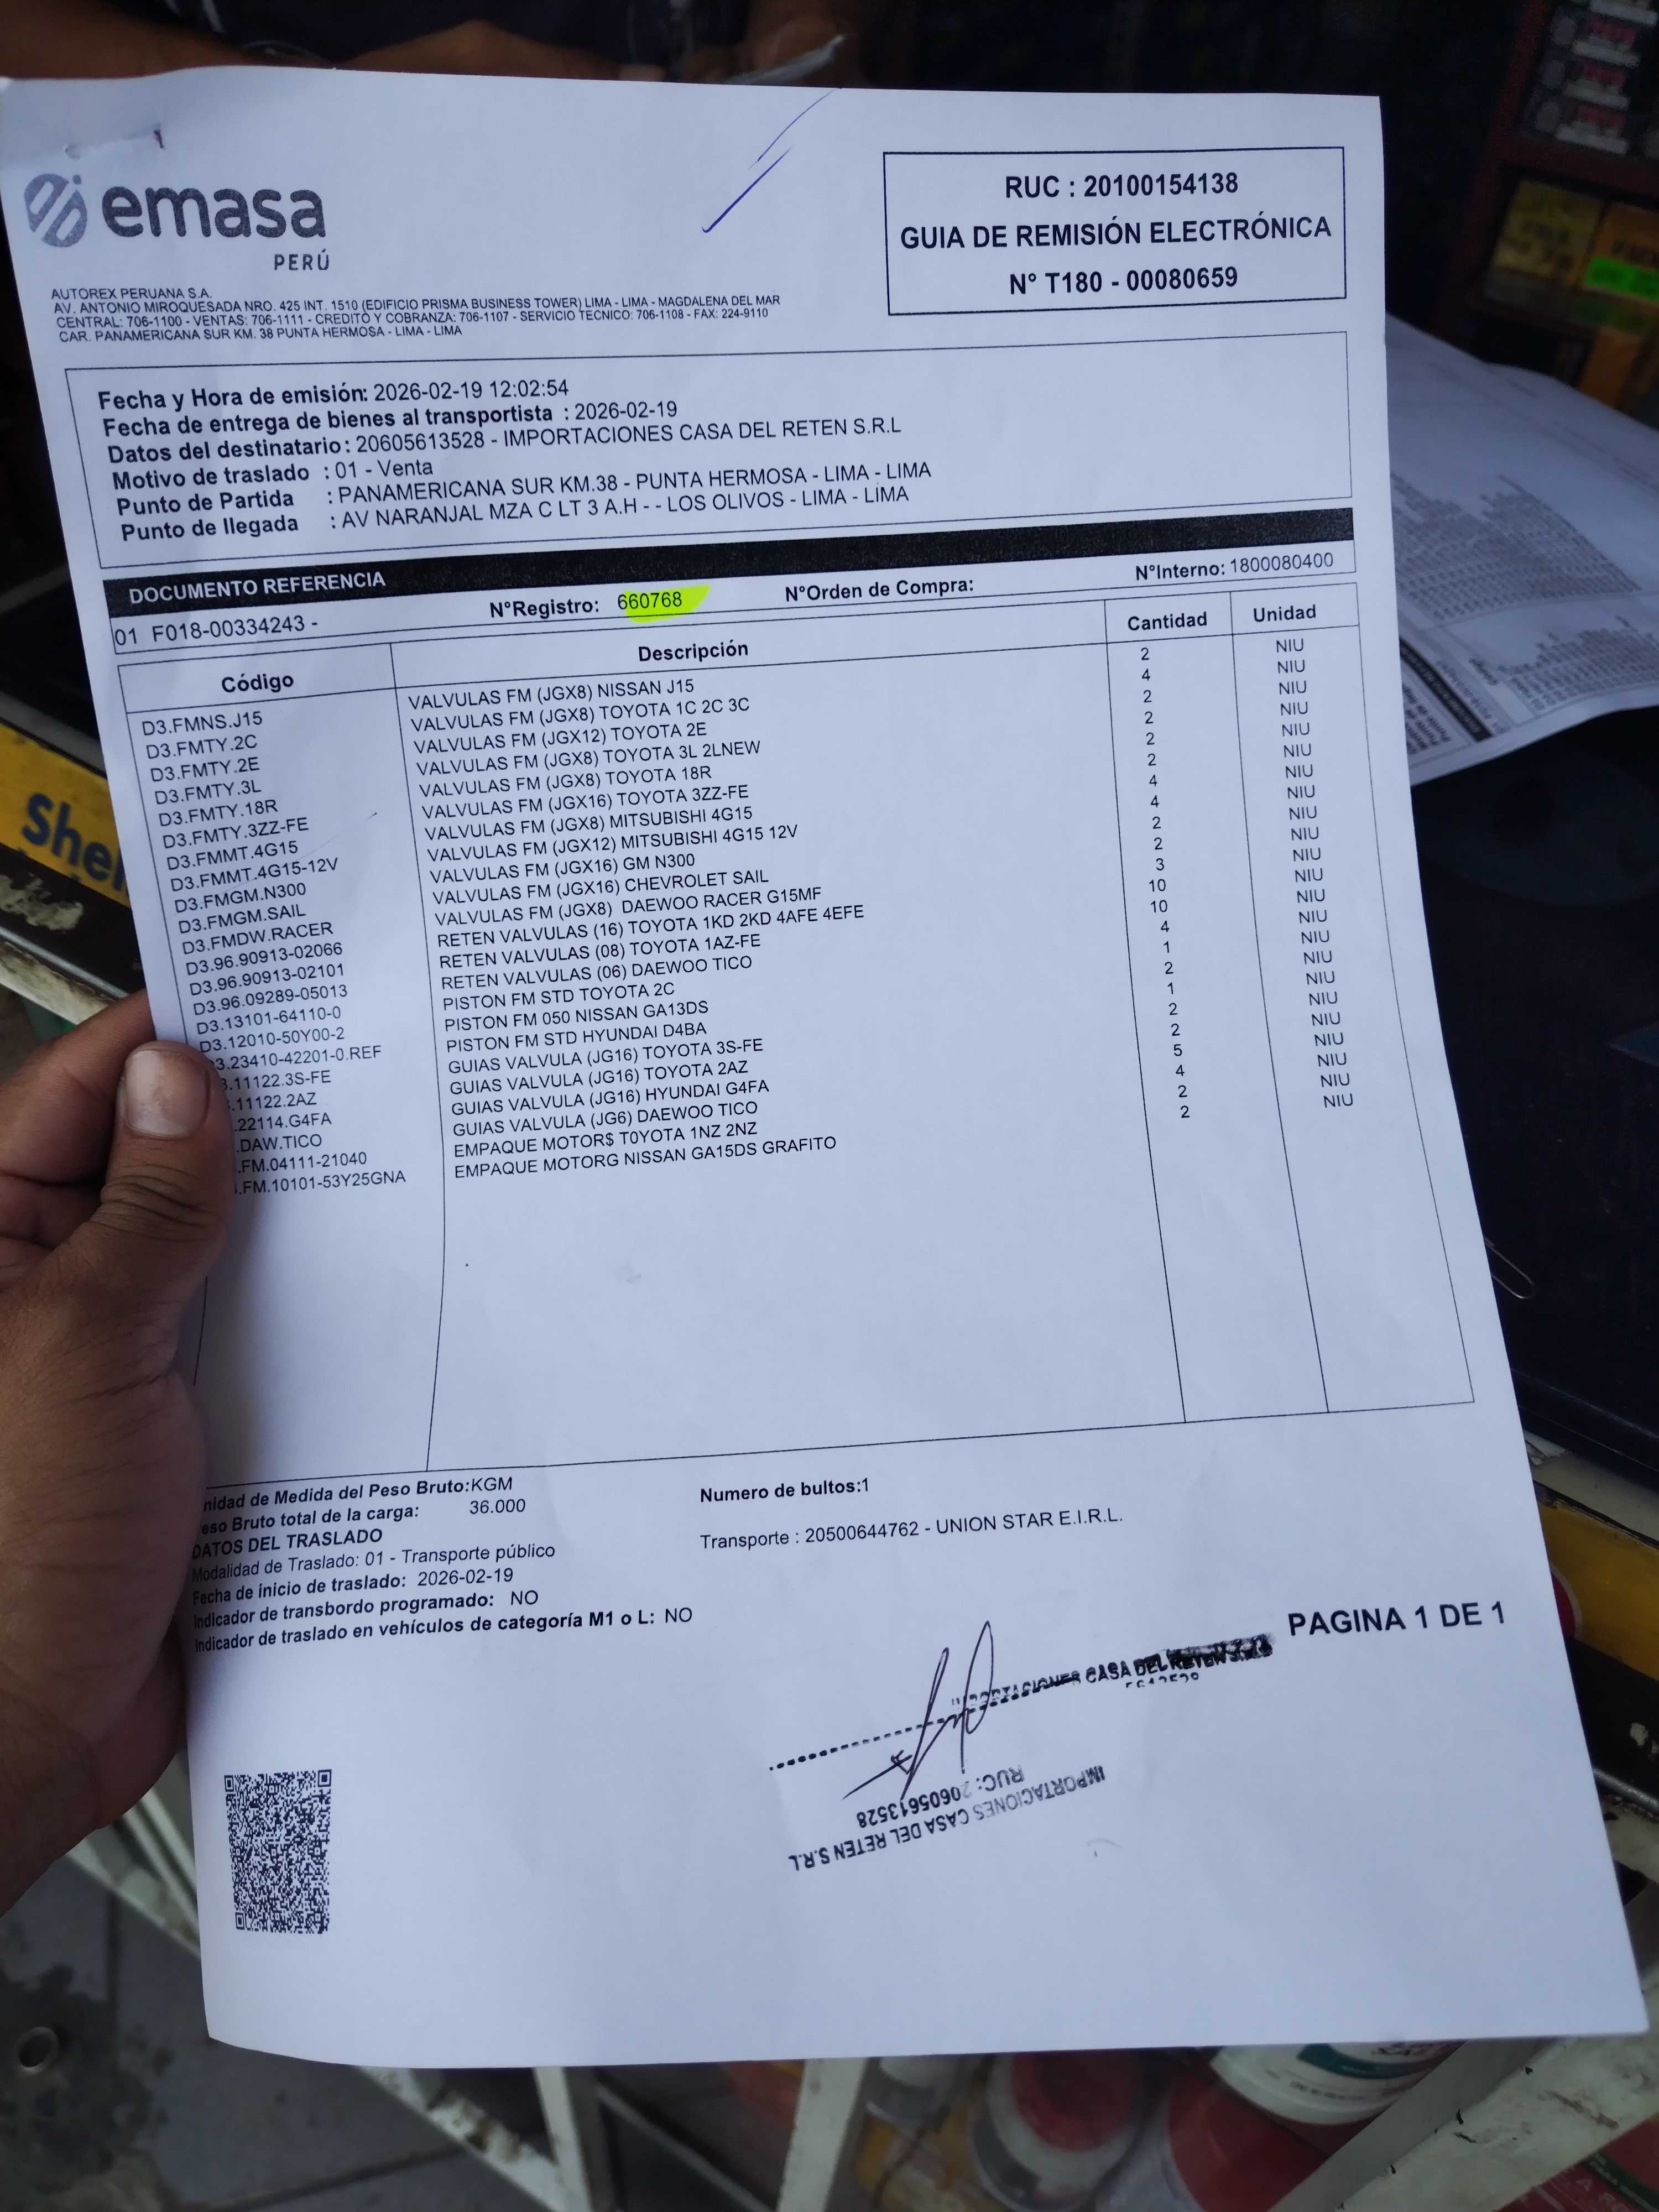 emasa
PERÚ
RUC : 20100154138
GUIA DE REMISIÓN ELECTRÓNICA
N° T180 - 00080659
AUTOREX PERUANA S.A.
AV. ANTONIO MIROQUESADA NRO. 425 INT. 1510 (EDIFICIO PRISMA BUSINESS TOWER) LIMA - LIMA - MAGDALENA DEL MAR
CENTRAL: 706-1100 - VENTAS: 706-1111 - CREDITO Y COBRANZA: 706-1107 - SERVICIO TECNICO: 706-1108 - FAX: 224-9110
CAR. PANAMERICANA SUR KM. 38 PUNTA HERMOSA - LIMA - LIMA
Fecha y Hora de emisión: 2026-02-19 12:02:54
Fecha de entrega de bienes al transportista : 2026-02-19
Datos del destinatario : 20605613528 - IMPORTACIONES CASA DEL RETEN S.R.L
Motivo de traslado : 01 - Venta
Punto de Partida : PANAMERICANA SUR KM.38 - PUNTA HERMOSA - LIMA - LIMA
Punto de llegada : AV NARANJAL MZA C LT 3 A.H - - LOS OLIVOS - LIMA - LIMA
DOCUMENTO REFERENCIA
01 F018-00334243 - N°Registro: 660768 N°Orden de Compra: N°Interno: 1800080400
Código Descripción Cantidad Unidad
D3.FMNS.J15 VALVULAS FM (JGX8) NISSAN J15 2 NIU
D3.FMTY.2C VALVULAS FM (JGX8) TOYOTA 1C 2C 3C 4 NIU
D3.FMTY.2E VALVULAS FM (JGX12) TOYOTA 2E 2 NIU
D3.FMTY.3L VALVULAS FM (JGX8) TOYOTA 3L 2LNEW 2 NIU
D3.FMTY.18R VALVULAS FM (JGX8) TOYOTA 18R 2 NIU
D3.FMTY.3ZZ-FE VALVULAS FM (JGX16) TOYOTA 3ZZ-FE 2 NIU
D3.FMMT.4G15 VALVULAS FM (JGX8) MITSUBISHI 4G15 4 NIU
D3.FMMT.4G15-12V VALVULAS FM (JGX12) MITSUBISHI 4G15 12V 4 NIU
D3.FMGM.N300 VALVULAS FM (JGX16) GM N300 2 NIU
D3.FMGM.SAIL VALVULAS FM (JGX16) CHEVROLET SAIL 2 NIU
D3.FMDW.RACER VALVULAS FM (JGX8) DAEWOO RACER G15MF 3 NIU
D3.96.90913-02066 RETEN VALVULAS (16) TOYOTA 1KD 2KD 4AFE 4EFE 10 NIU
D3.96.90913-02101 RETEN VALVULAS (08) TOYOTA 1AZ-FE 10 NIU
D3.96.09289-05013 RETEN VALVULAS (06) DAEWOO TICO 4 NIU
D3.13101-64110-0 PISTON FM STD TOYOTA 2C 1 NIU
D3.12010-50Y00-2 PISTON FM 050 NISSAN GA13DS 2 NIU
3.23410-42201-0.REF PISTON FM STD HYUNDAI D4BA 1 NIU
.11122.3S-FE GUIAS VALVULA (JG16) TOYOTA 3S-FE 2 NIU
.11122.2AZ GUIAS VALVULA (JG16) TOYOTA 2AZ 2 NIU
.22114.G4FA GUIAS VALVULA (JG16) HYUNDAI G4FA 5 NIU
.DAW.TICO GUIAS VALVULA (JG6) DAEWOO TICO 4 NIU
.FM.04111-21040 EMPAQUE MOTOR$ T0YOTA 1NZ 2NZ 2 NIU
.FM.10101-53Y25GNA EMPAQUE MOTORG NISSAN GA15DS GRAFITO 2 NIU
nidad de Medida del Peso Bruto:KGM Numero de bultos:1
eso Bruto total de la carga: 36.000
DATOS DEL TRASLADO Transporte : 20500644762 - UNION STAR E.I.R.L.
Modalidad de Traslado: 01 - Transporte público
Fecha de inicio de traslado: 2026-02-19
Indicador de transbordo programado: NO
Indicador de traslado en vehículos de categoría M1 o L: NO
PAGINA 1 DE 1
CASA DEL RETEN
IMPORTACIONES CASA DEL RETEN S.R.L
RUC: 20605613528
Shel